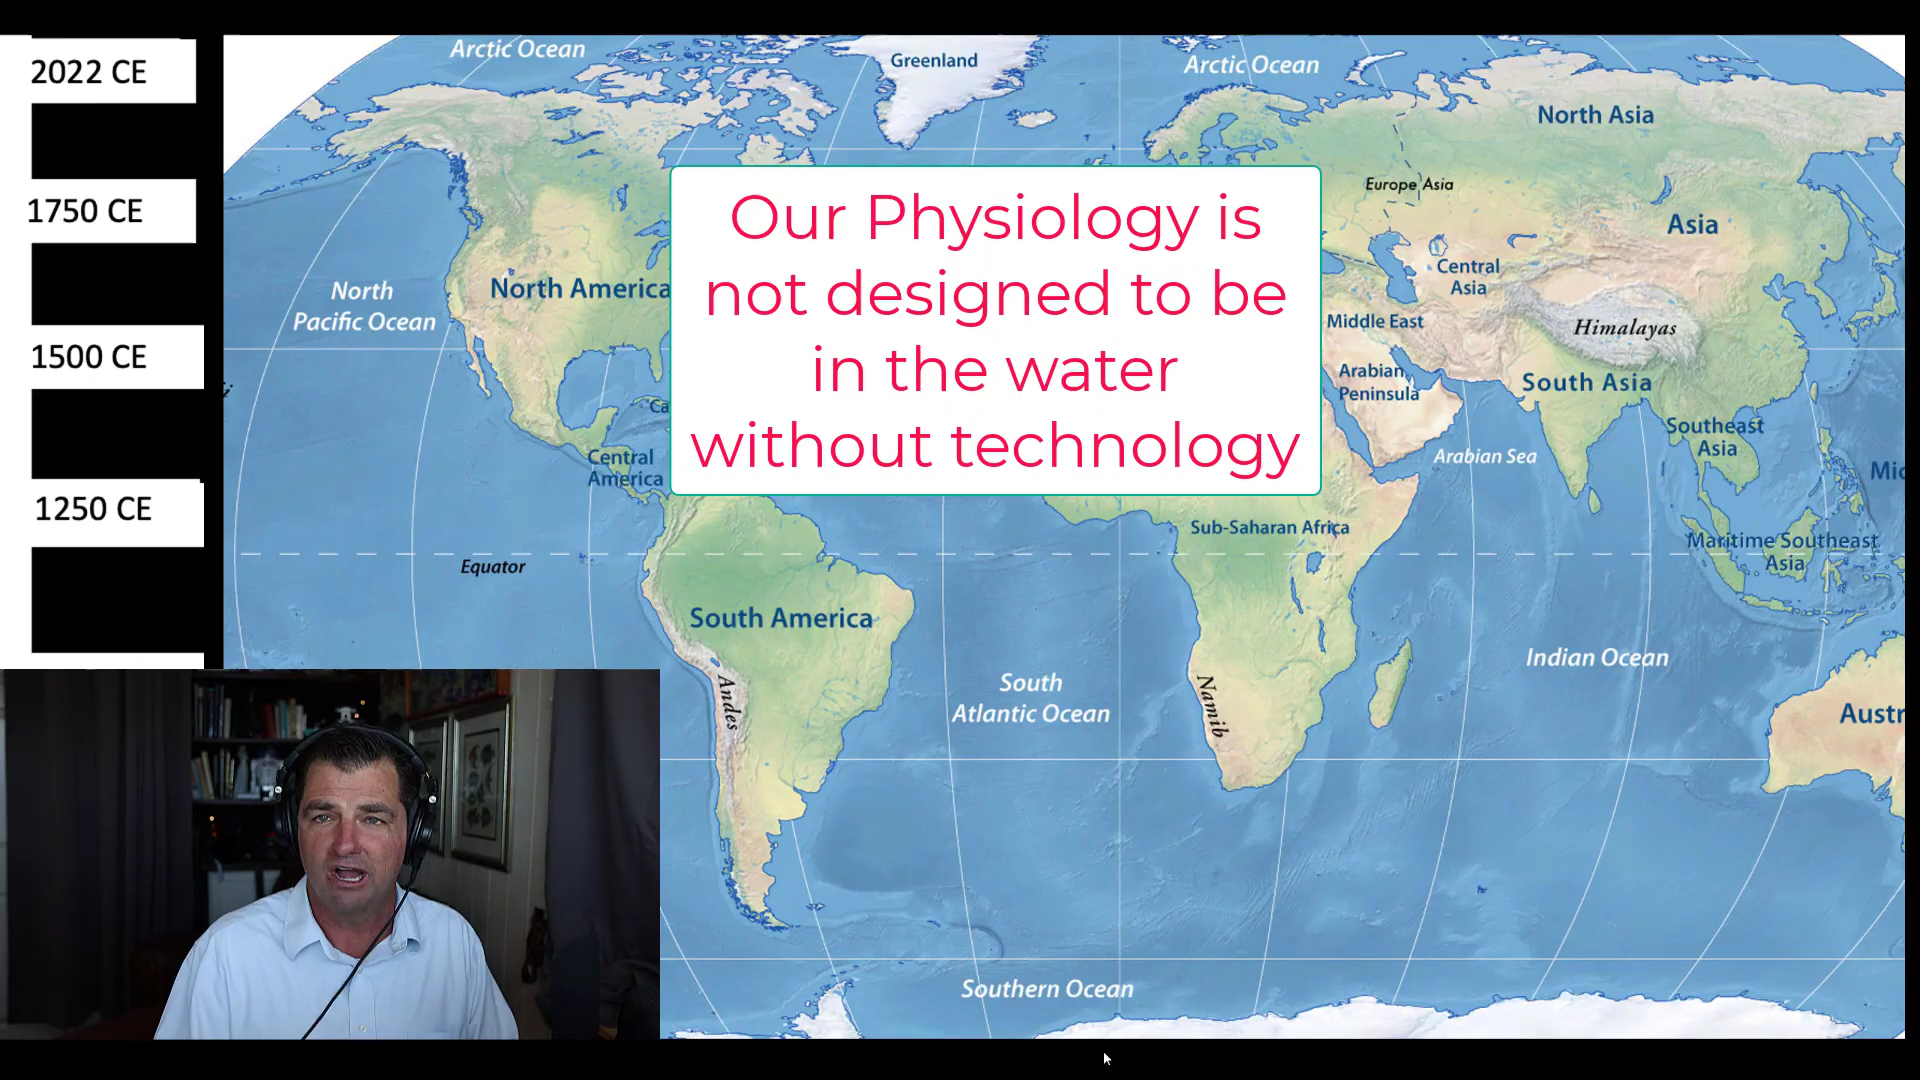 2022 CE
1750 CE
1500 CE
1250 CE
Arctic Ocean
Greenland
Arctic Ocean
North Asia
Europe Asia
Asia
Central
Asia
Himalayas
Middle East
Arabian
Peninsula
South Asia
Southeast
Asia
Arabian Sea
North
Pacific Ocean
North America
Our Physiology is
not designed to be
in the water
without technology
Central
America
Sub-Saharan Africa
Maritime Southeast
Asia
Equator
South America
Andes
South
Atlantic Ocean
Namib
Indian Ocean
Southern Ocean